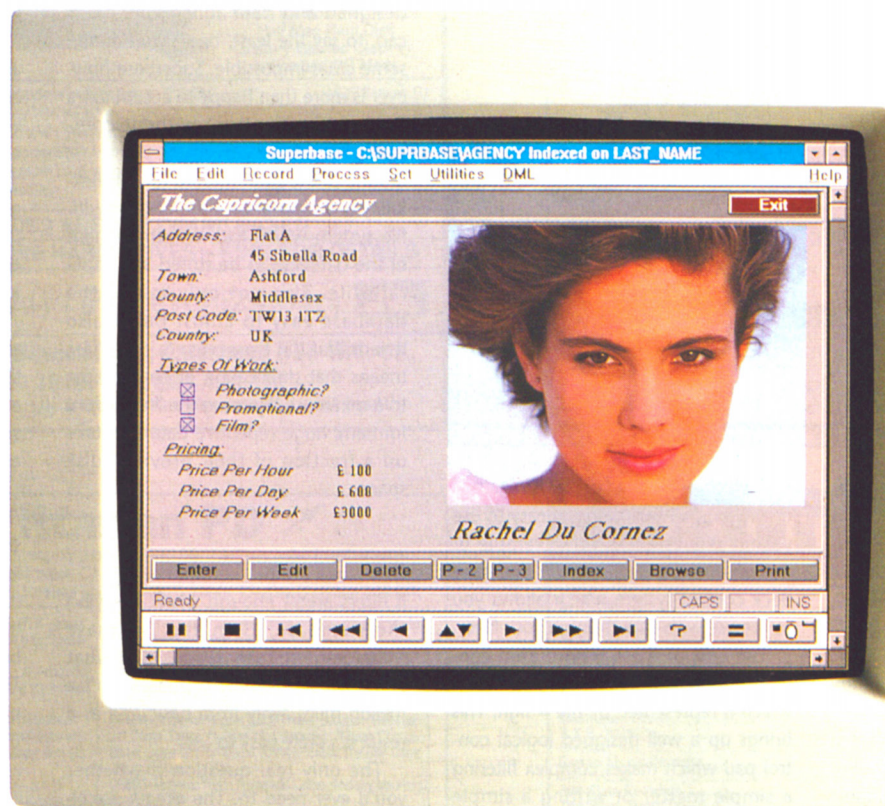 Superbase - C:\SUPRBASE\AGENCY Indexed on LAST_NAME
File Edit Record Process Set Utilities DML Help
The Capricorn Agency Exit
Address: Flat A
45 Sibella Road
Town: Ashford
County: Middlesex
Post Code: TW13 1TZ
Country: UK
Types Of Work:
Photographic?
Promotional?
Film?
Pricing:
Price Per Hour £ 100
Price Per Day £ 600
Price Per Week £3000
Rachel Du Cornez
Enter Edit Delete P - 2 P - 3 Index Browse Print
Ready CAPS INS